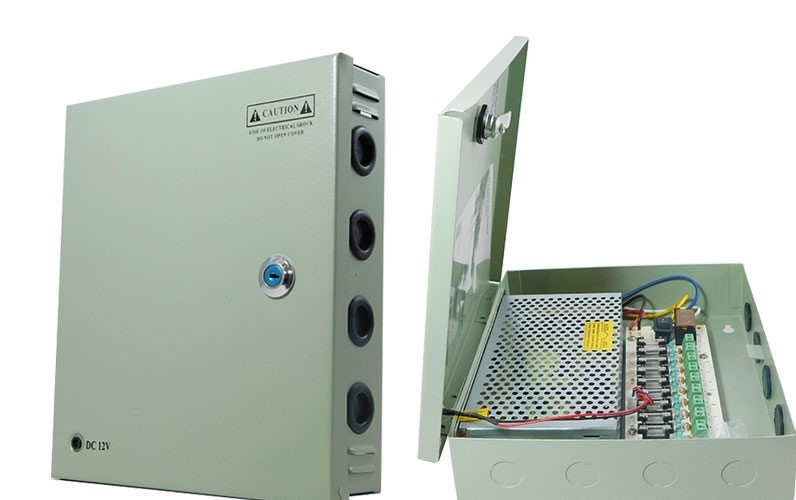 CAUTION
RISK OF ELECTRICAL SHOCK
DO NOT OPEN COVER
DC 12V